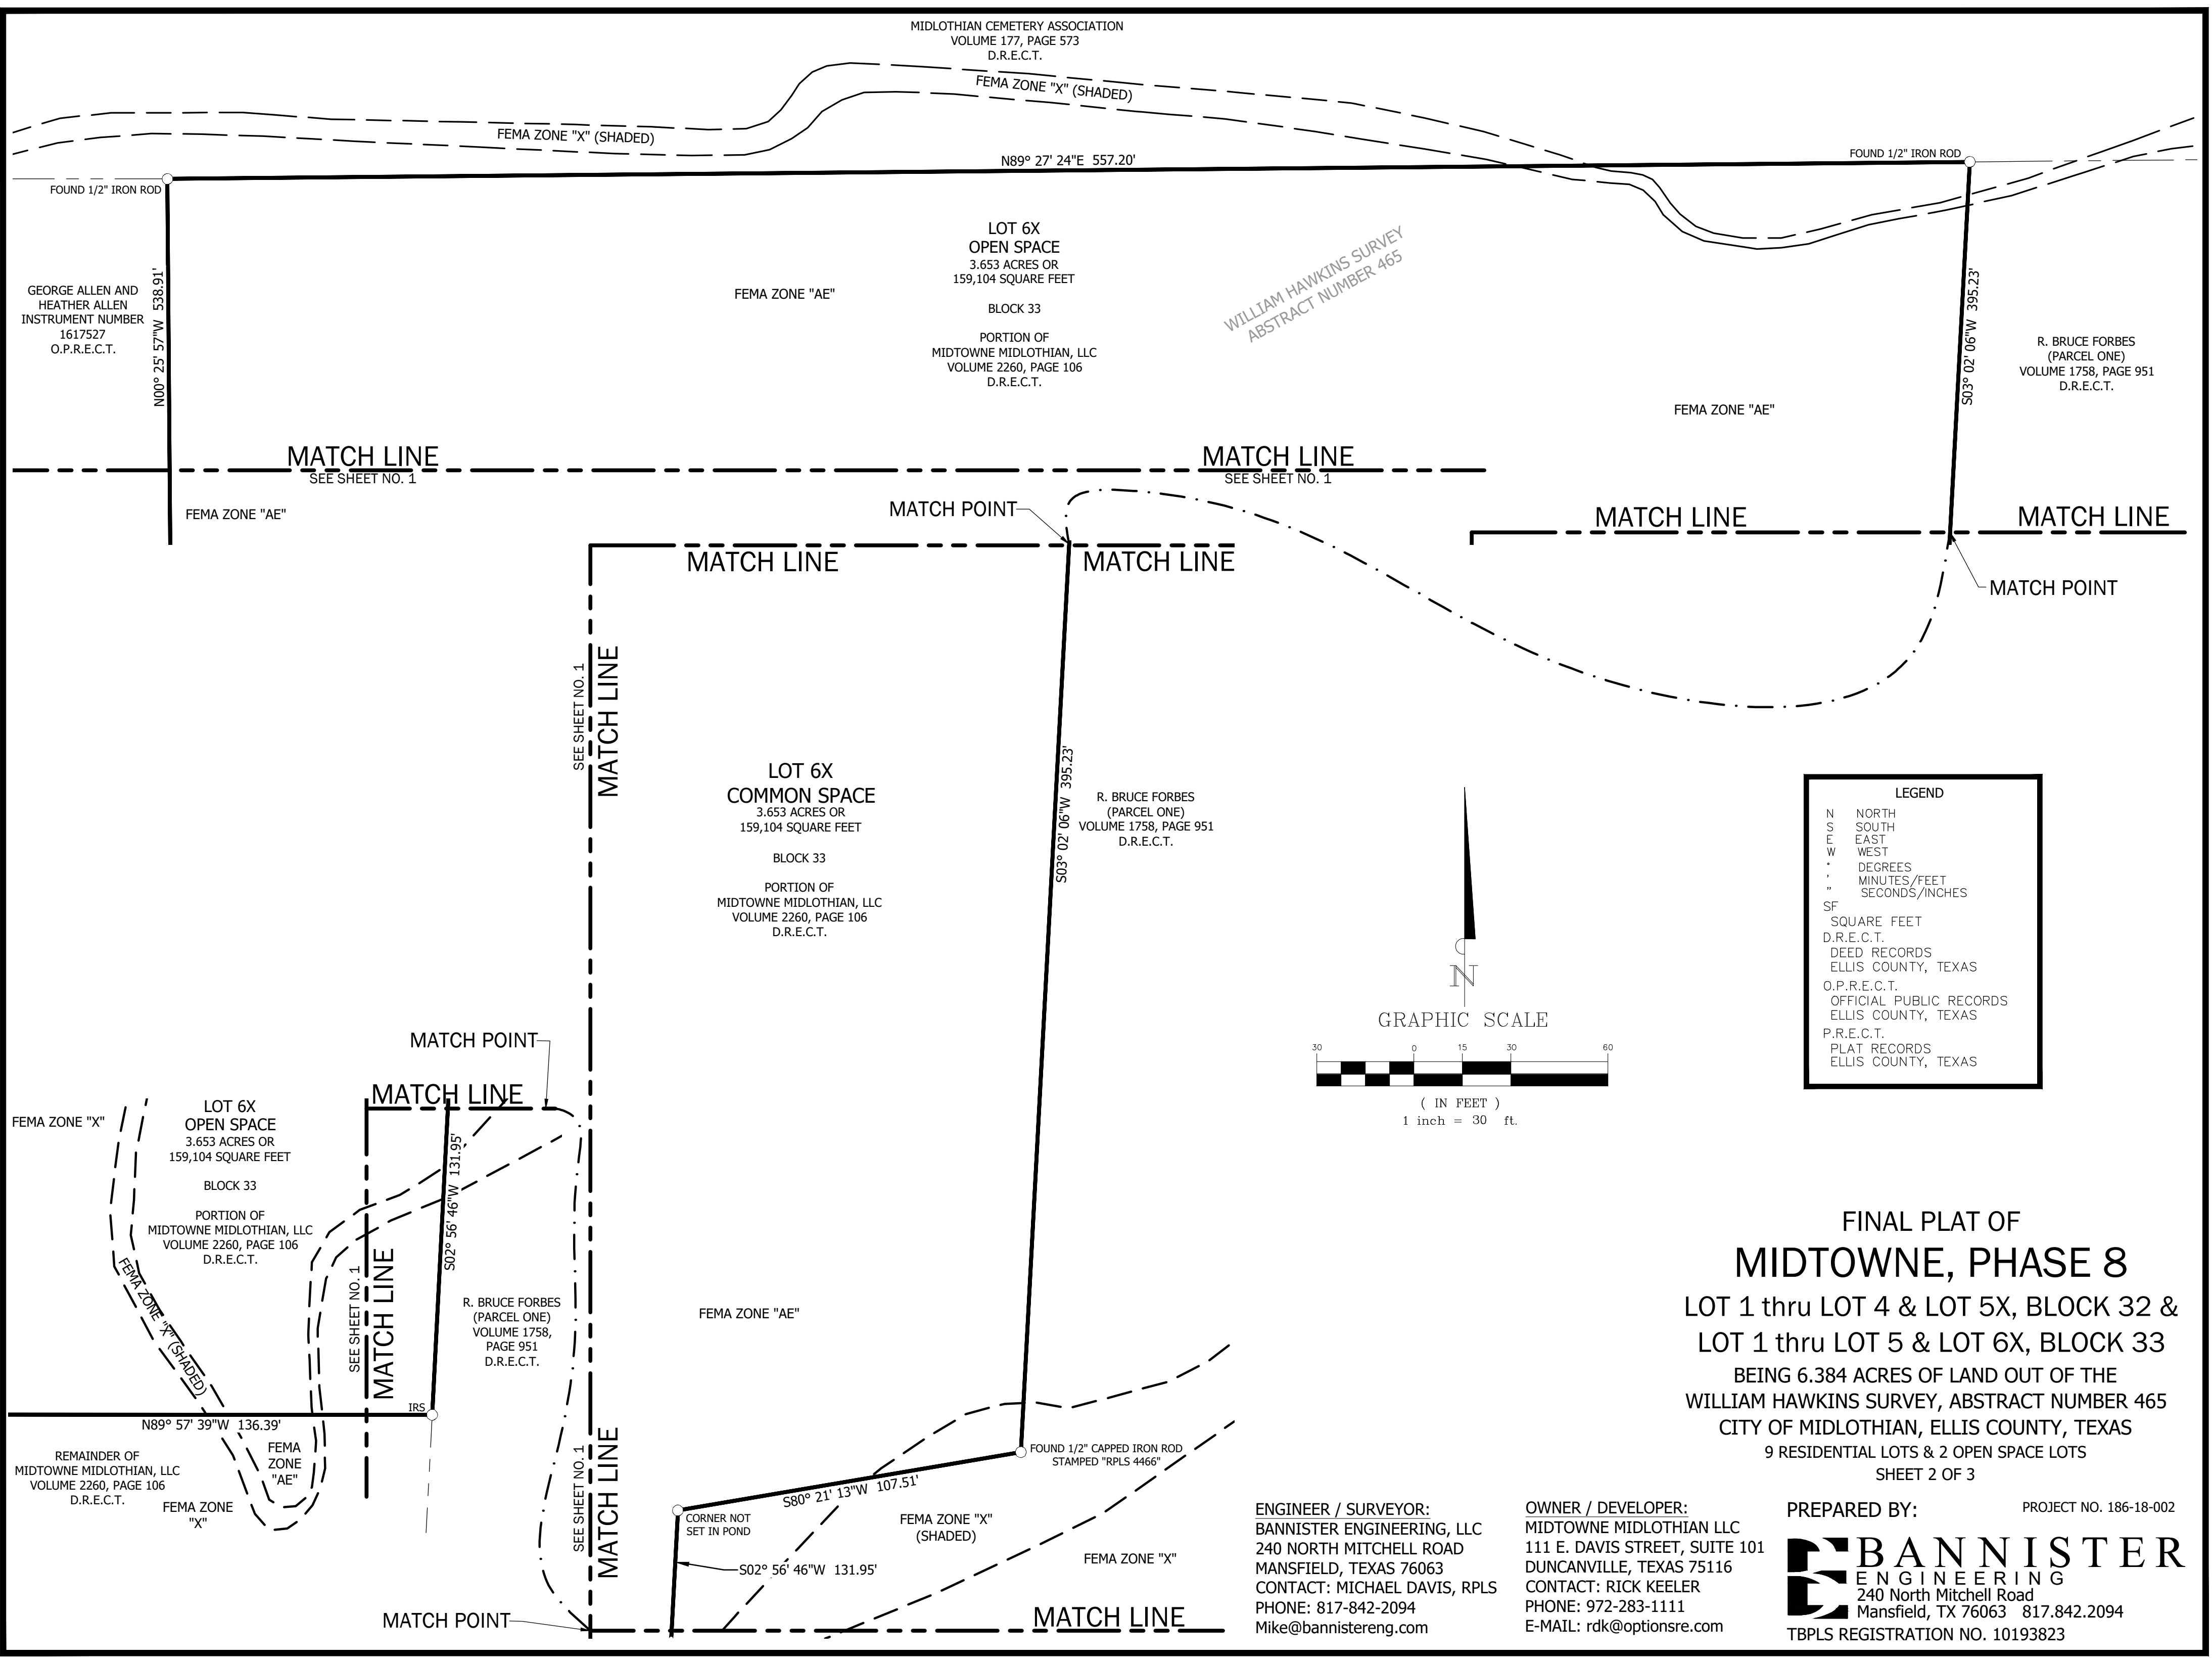 MIDLOTHIAN CEMETERY ASSOCIATION
VOLUME 177, PAGE 573
D.R.E.C.T.
FEMA ZONE "X" (SHADED)
FEMA ZONE "X" (SHADED)
N89° 27' 24"E 557.20'
FOUND 1/2" IRON ROD
FOUND 1/2" IRON ROD
GEORGE ALLEN AND
HEATHER ALLEN
INSTRUMENT NUMBER
1617527
O.P.R.E.C.T.
N00° 25' 57"W 538.91'
FEMA ZONE "AE"
LOT 6X
OPEN SPACE
3.653 ACRES OR
159,104 SQUARE FEET
BLOCK 33
PORTION OF
MIDTOWNE MIDLOTHIAN, LLC
VOLUME 2260, PAGE 106
D.R.E.C.T.
WILLIAM HAWKINS SURVEY
ABSTRACT NUMBER 465
FEMA ZONE "AE"
S03° 02' 06"W 395.23'
R. BRUCE FORBES
(PARCEL ONE)
VOLUME 1758, PAGE 951
D.R.E.C.T.
MATCH LINE
SEE SHEET NO. 1
MATCH LINE
SEE SHEET NO. 1
FEMA ZONE "AE"
MATCH POINT
MATCH LINE
MATCH LINE
MATCH LINE
MATCH LINE
MATCH POINT
SEE SHEET NO. 1
MATCH LINE
LOT 6X
COMMON SPACE
3.653 ACRES OR
159,104 SQUARE FEET
BLOCK 33
PORTION OF
MIDTOWNE MIDLOTHIAN, LLC
VOLUME 2260, PAGE 106
D.R.E.C.T.
S03° 02' 06"W 395.23'
R. BRUCE FORBES
(PARCEL ONE)
VOLUME 1758, PAGE 951
D.R.E.C.T.
LEGEND
N NORTH
S SOUTH
E EAST
W WEST
° DEGREES
' MINUTES/FEET
" SECONDS/INCHES
SF
SQUARE FEET
D.R.E.C.T.
DEED RECORDS
ELLIS COUNTY, TEXAS
O.P.R.E.C.T.
OFFICIAL PUBLIC RECORDS
ELLIS COUNTY, TEXAS
P.R.E.C.T.
PLAT RECORDS
ELLIS COUNTY, TEXAS
N
GRAPHIC SCALE
30 0 15 30 60
( IN FEET )
1 inch = 30 ft.
MATCH POINT
MATCH LINE
FEMA ZONE "X"
LOT 6X
OPEN SPACE
3.653 ACRES OR
159,104 SQUARE FEET
BLOCK 33
PORTION OF
MIDTOWNE MIDLOTHIAN, LLC
VOLUME 2260, PAGE 106
D.R.E.C.T.
FEMA ZONE "X" (SHADED)
S02° 56' 46"W 131.95'
SEE SHEET NO. 1
MATCH LINE
R. BRUCE FORBES
(PARCEL ONE)
VOLUME 1758,
PAGE 951
D.R.E.C.T.
IRS
N89° 57' 39"W 136.39'
REMAINDER OF
MIDTOWNE MIDLOTHIAN, LLC
VOLUME 2260, PAGE 106
D.R.E.C.T.
FEMA ZONE
"X"
FEMA
ZONE
"AE"
FEMA ZONE "AE"
SEE SHEET NO. 1
MATCH LINE
FOUND 1/2" CAPPED IRON ROD
STAMPED "RPLS 4466"
S80° 21' 13"W 107.51'
CORNER NOT
SET IN POND
S02° 56' 46"W 131.95'
FEMA ZONE "X"
(SHADED)
FEMA ZONE "X"
MATCH POINT
MATCH LINE
FINAL PLAT OF
MIDTOWNE, PHASE 8
LOT 1 thru LOT 4 & LOT 5X, BLOCK 32 &
LOT 1 thru LOT 5 & LOT 6X, BLOCK 33
BEING 6.384 ACRES OF LAND OUT OF THE
WILLIAM HAWKINS SURVEY, ABSTRACT NUMBER 465
CITY OF MIDLOTHIAN, ELLIS COUNTY, TEXAS
9 RESIDENTIAL LOTS & 2 OPEN SPACE LOTS
SHEET 2 OF 3
ENGINEER / SURVEYOR:
BANNISTER ENGINEERING, LLC
240 NORTH MITCHELL ROAD
MANSFIELD, TEXAS 76063
CONTACT: MICHAEL DAVIS, RPLS
PHONE: 817-842-2094
Mike@bannistereng.com
OWNER / DEVELOPER:
MIDTOWNE MIDLOTHIAN LLC
111 E. DAVIS STREET, SUITE 101
DUNCANVILLE, TEXAS 75116
CONTACT: RICK KEELER
PHONE: 972-283-1111
E-MAIL: rdk@optionsre.com
PREPARED BY:
PROJECT NO. 186-18-002
BANNISTER
ENGINEERING
240 North Mitchell Road
Mansfield, TX 76063 817.842.2094
TBPLS REGISTRATION NO. 10193823